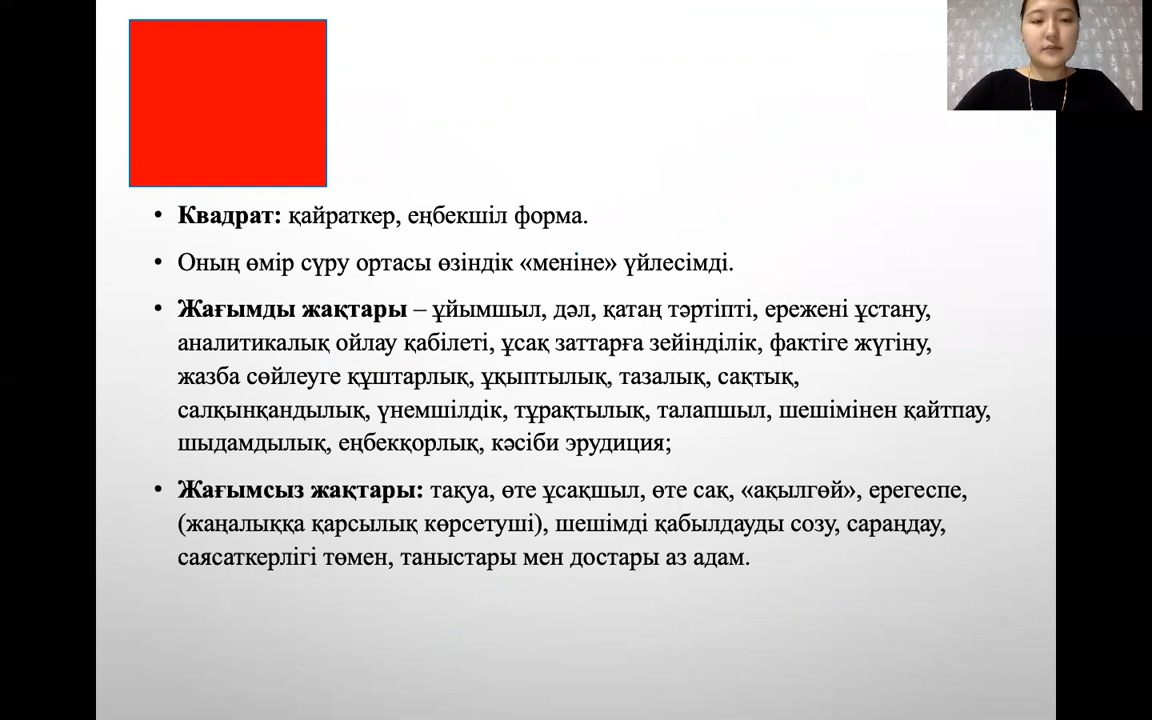 • Квадрат: қайраткер, еңбекшіл форма.
• Оның өмір сүру ортасы өзіндік «меніне» үйлесімді.
• Жағымды жақтары – ұйымшыл, дәл, қатаң тәртіпті, ережені ұстану,
аналитикалық ойлау қабілеті, ұсақ заттарға зейінділік, фактіге жүгіну,
жазба сөйлеуге құштарлық, ұқыптылық, тазалық, сақтық,
салқынқандылық, үнемшілдік, тұрақтылық, талапшыл, шешімінен қайтпау,
шыдамдылық, еңбекқорлық, кәсіби эрудиция;
• Жағымсыз жақтары: тақуа, өте ұсақшыл, өте сақ, «ақылгөй», ерегеспе,
(жаңалыққа қарсылық көрсетуші), шешімді қабылдауды созу, сараңдау,
саясаткерлігі төмен, таныстары мен достары аз адам.